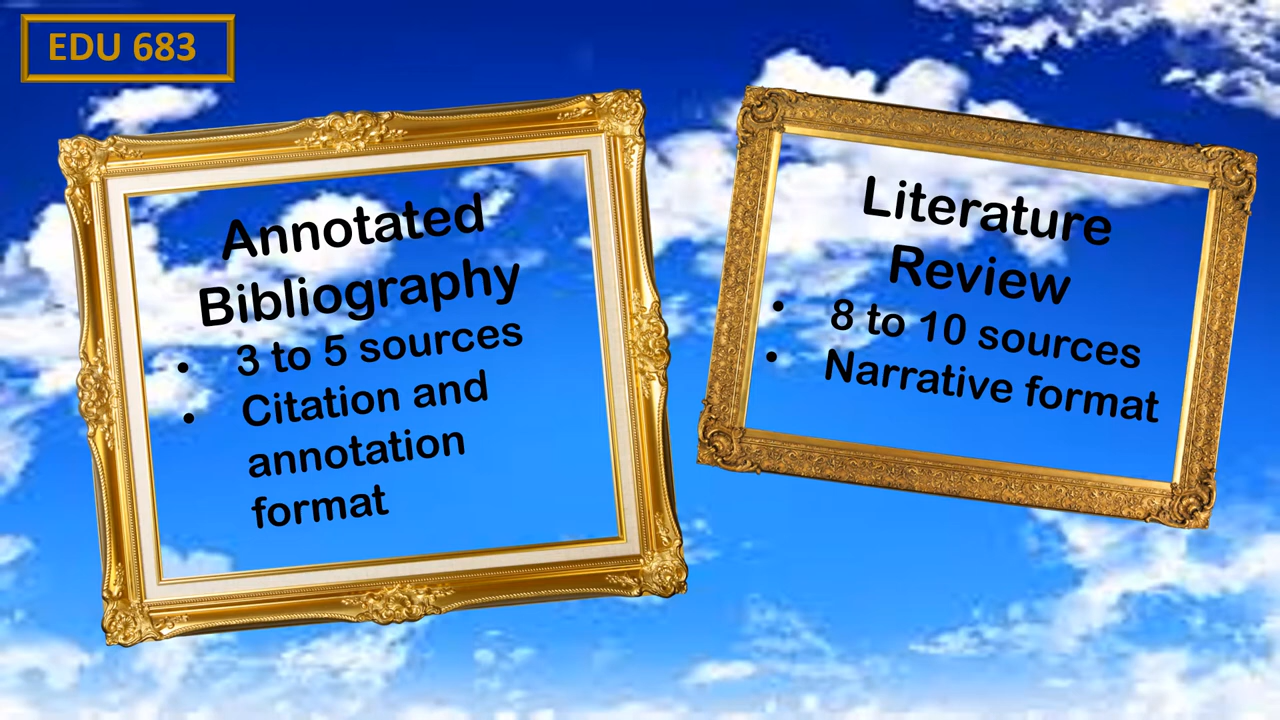 EDU 683
Annotated
Bibliography
• 3 to 5 sources
• Citation and
annotation
format
Literature
Review
• 8 to 10 sources
• Narrative format